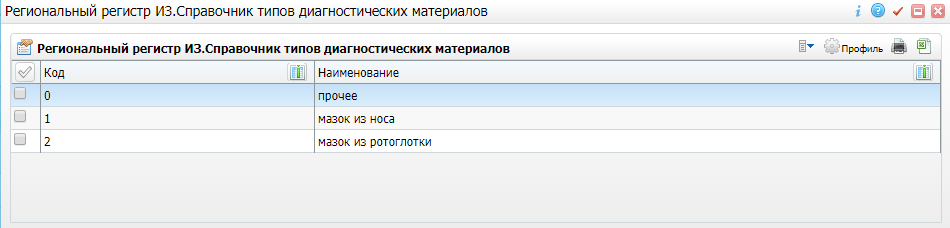 Региональный регистр ИЗ.Справочник типов диагностических материалов
Региональный регистр ИЗ.Справочник типов диагностических материалов
Профиль
Код Наименование
0 прочее
1 мазок из носа
2 мазок из ротоглотки